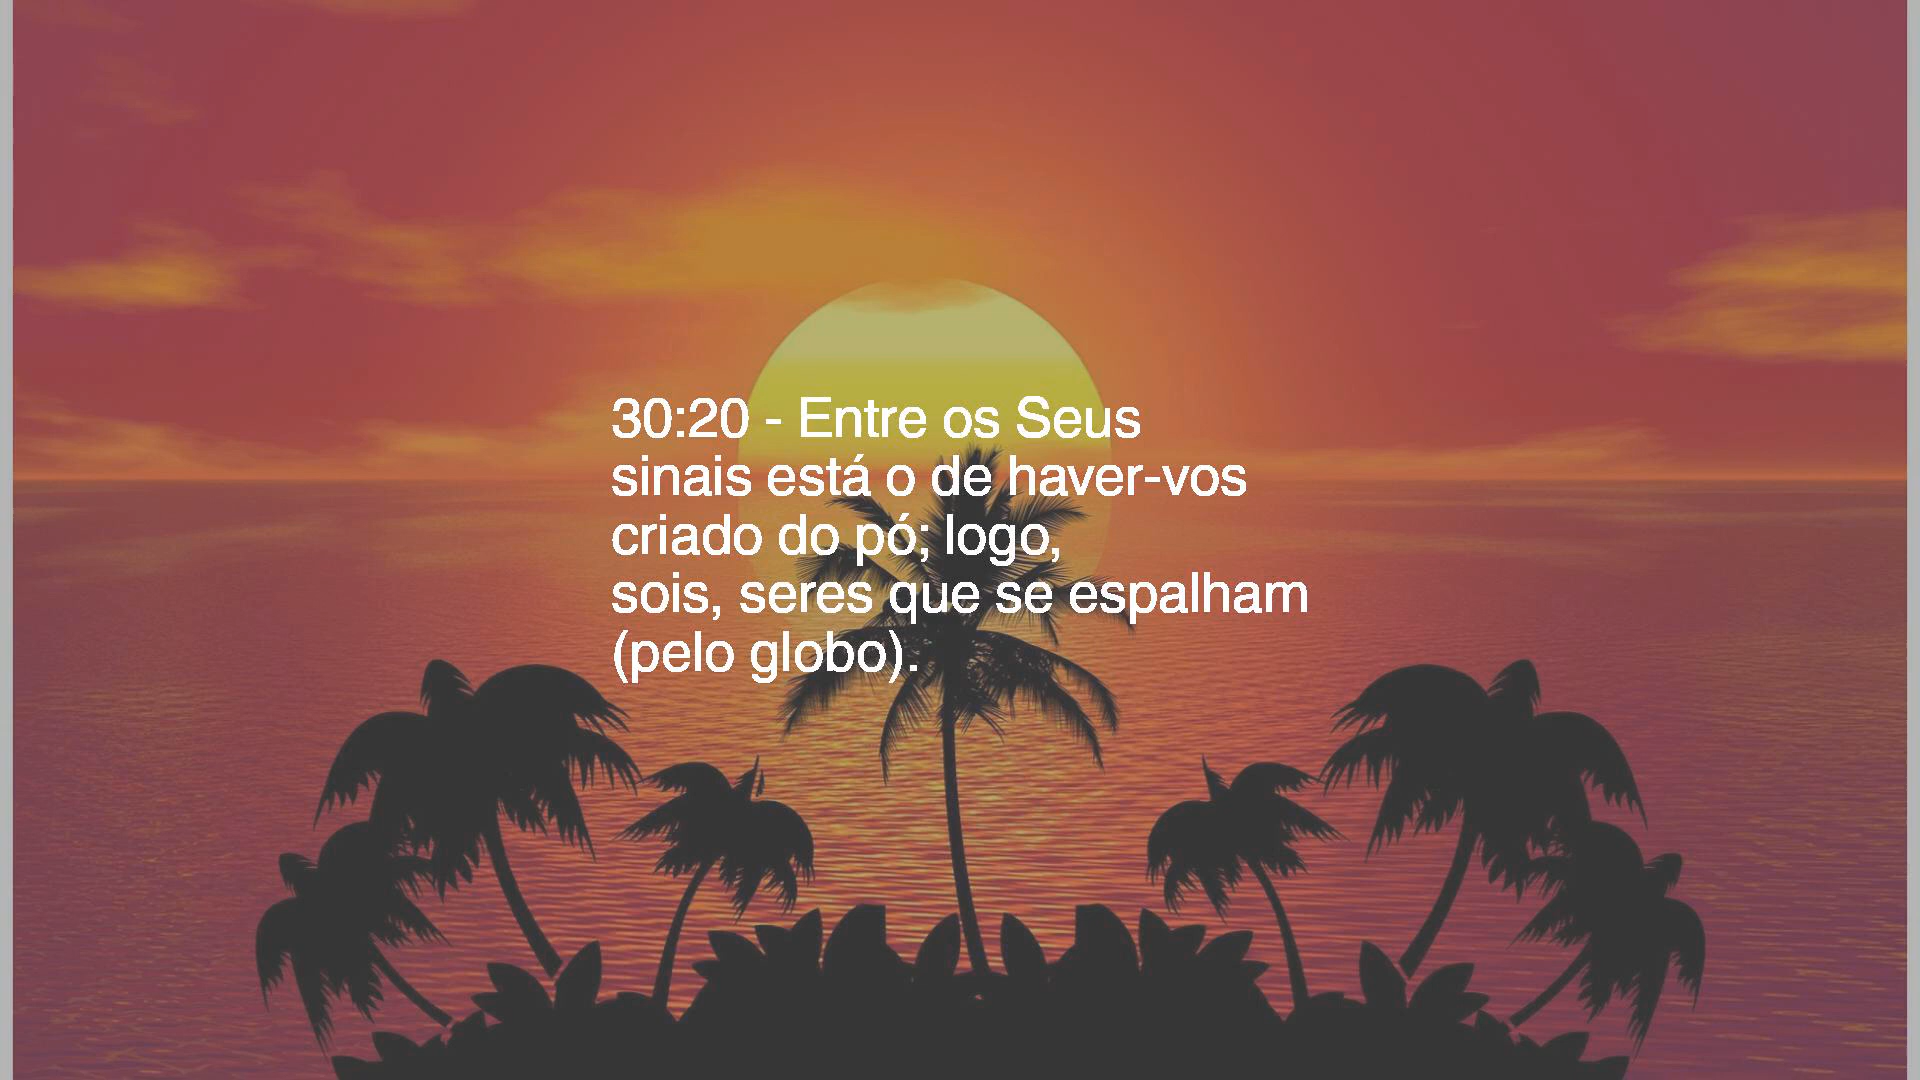 30:20 - Entre os Seus
sinais está o de haver-vos
criado do pó; logo,
sois, seres que se espalham
(pelo globo).